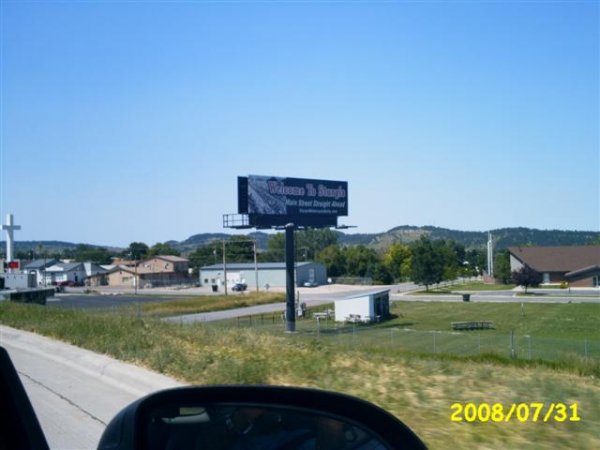 Welcome To Sturgis
Main Street Straight Ahead
2008/07/31